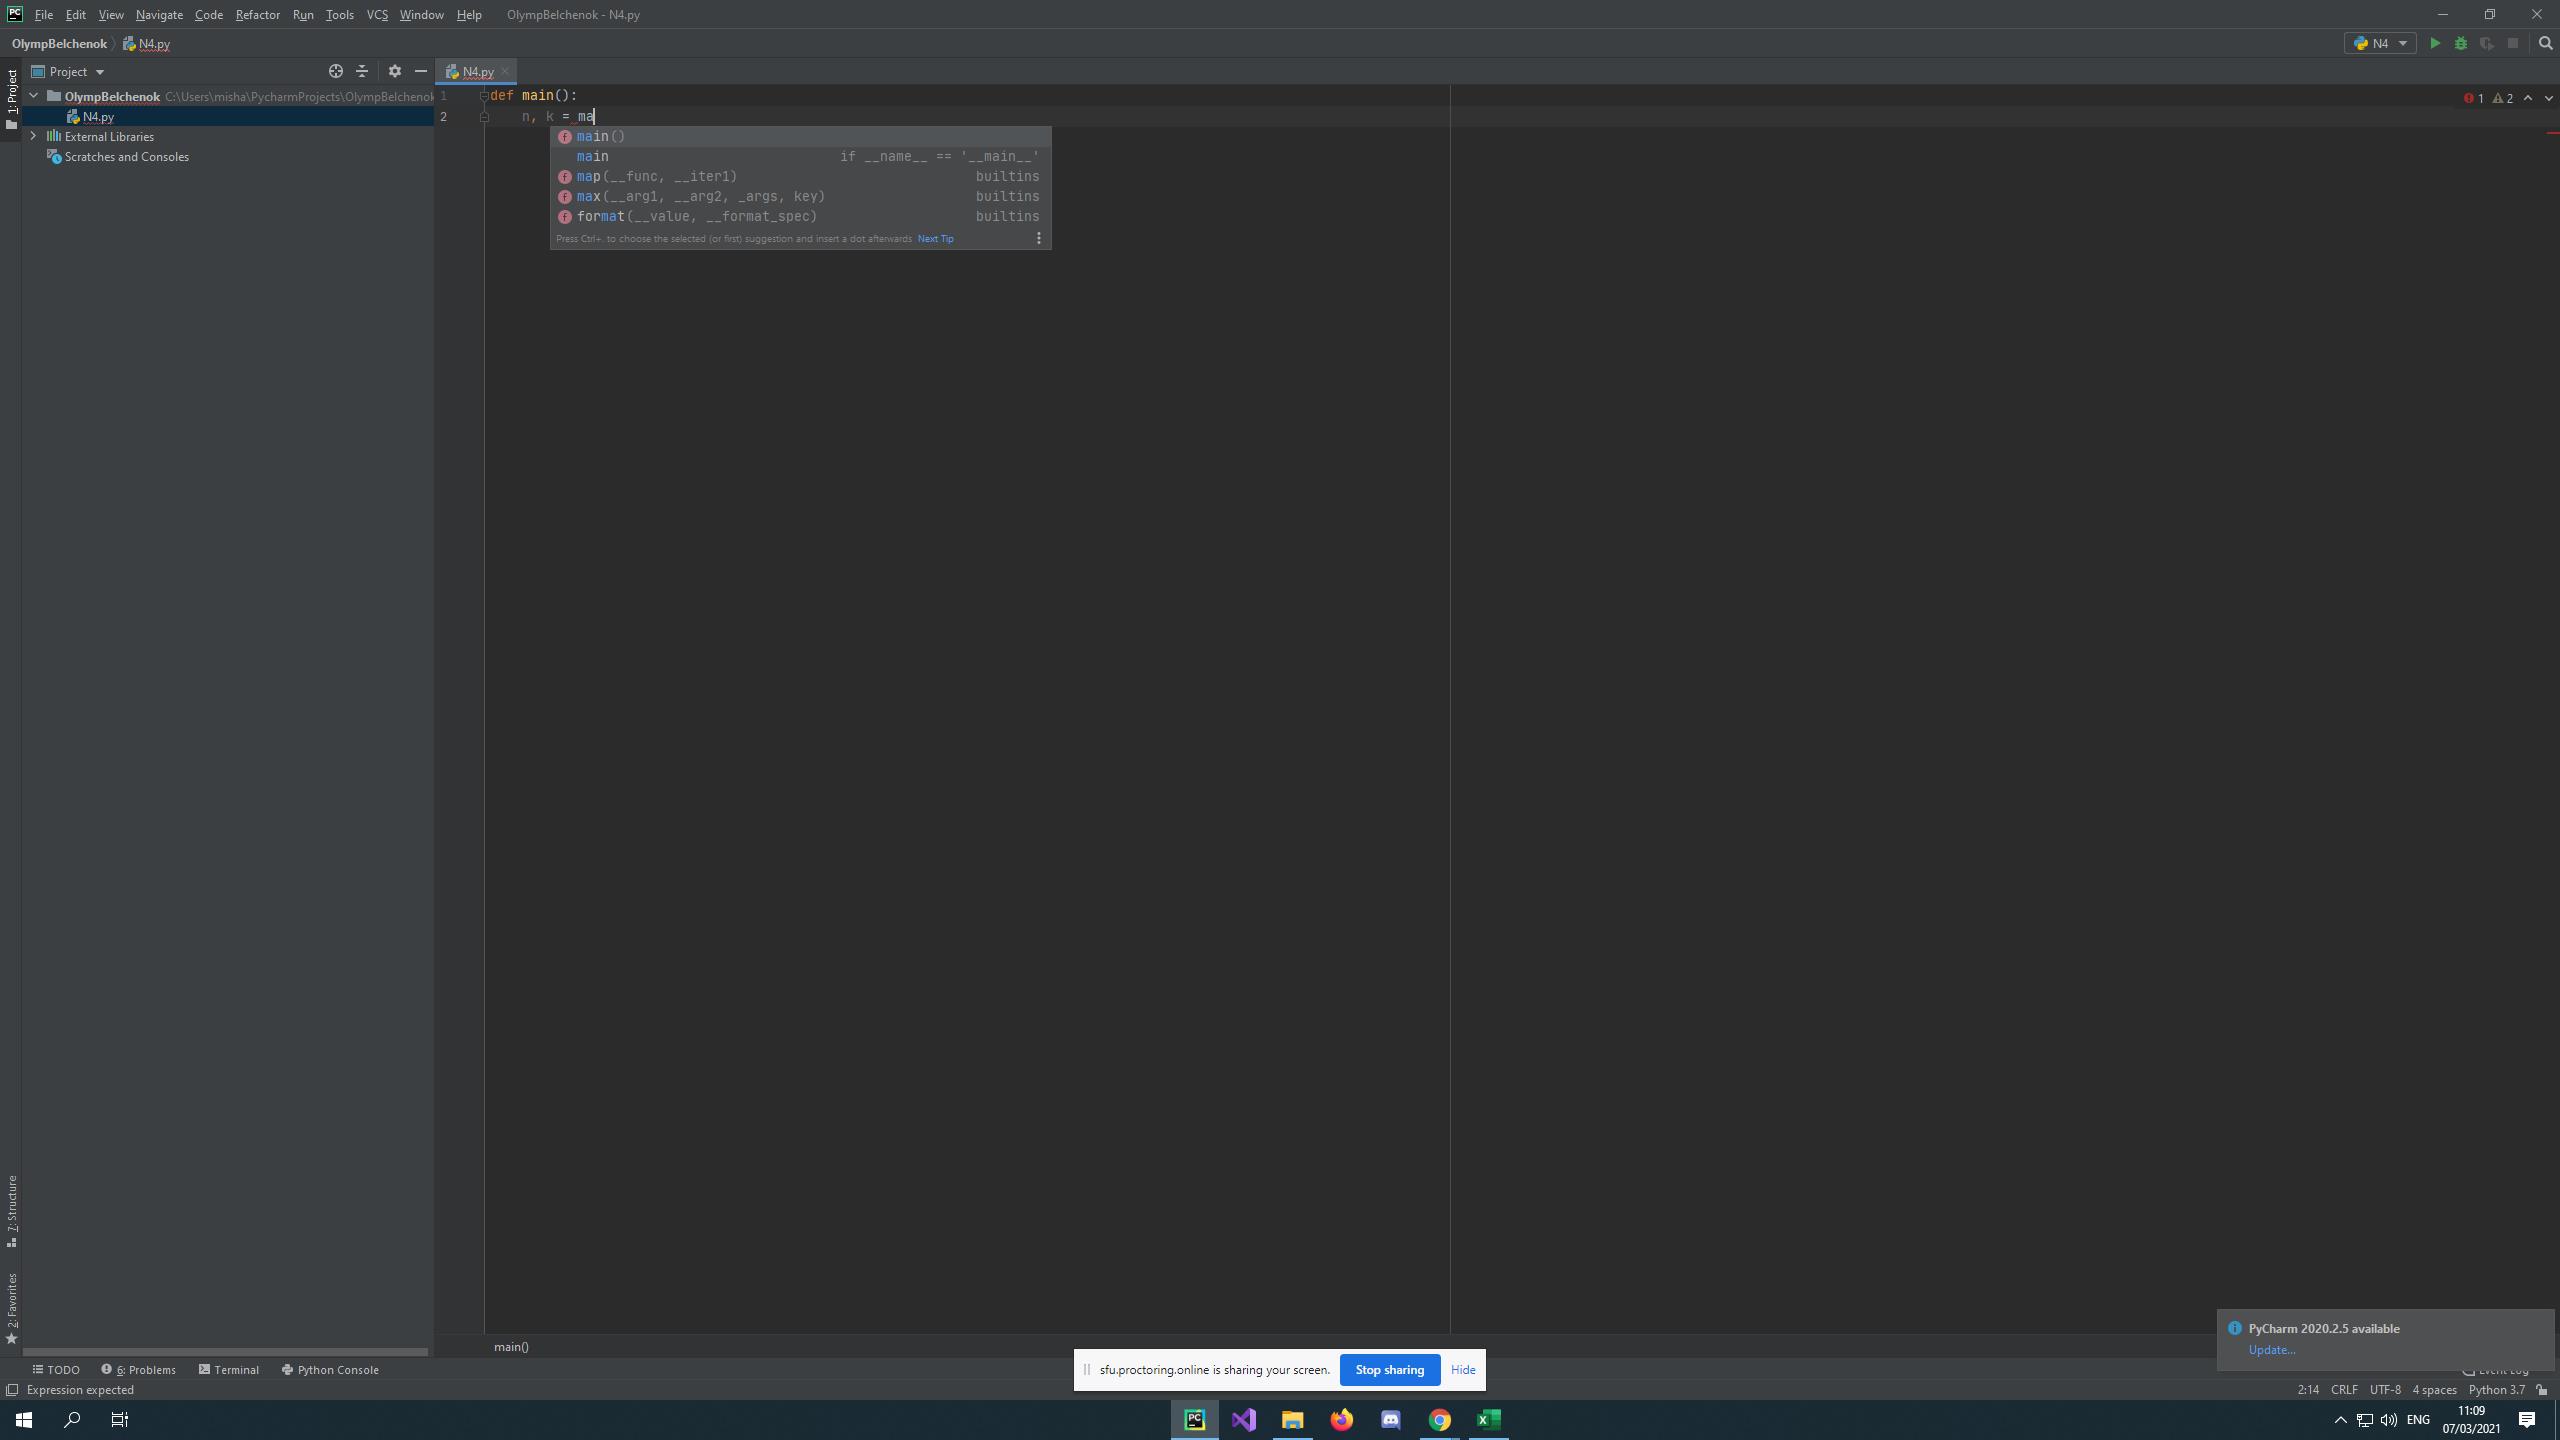 PC File Edit View Navigate Code Refactor Run Tools VCS Window Help OlympBelchenok - N4.py
OlympBelchenok N4.py N4
Project
N4.py
1: Project
OlympBelchenok C:\Users\misha\PycharmProjects\OlympBelchenok
N4.py
External Libraries
Scratches and Consoles
1 def main():
2 n, k = ma
1 2
main()
main if __name__ == '__main__'
map(__func, __iter1) builtins
max(__arg1, __arg2, _args, key) builtins
format(__value, __format_spec) builtins
Press Ctrl+. to choose the selected (or first) suggestion and insert a dot afterwards Next Tip
7: Structure
2: Favorites
main()
PyCharm 2020.2.5 available
Update...
TODO 6: Problems Terminal Python Console
Event Log
sfu.proctoring.online is sharing your screen. Stop sharing Hide
Expression expected
2:14 CRLF UTF-8 4 spaces Python 3.7
PC
ENG
11:09
07/03/2021